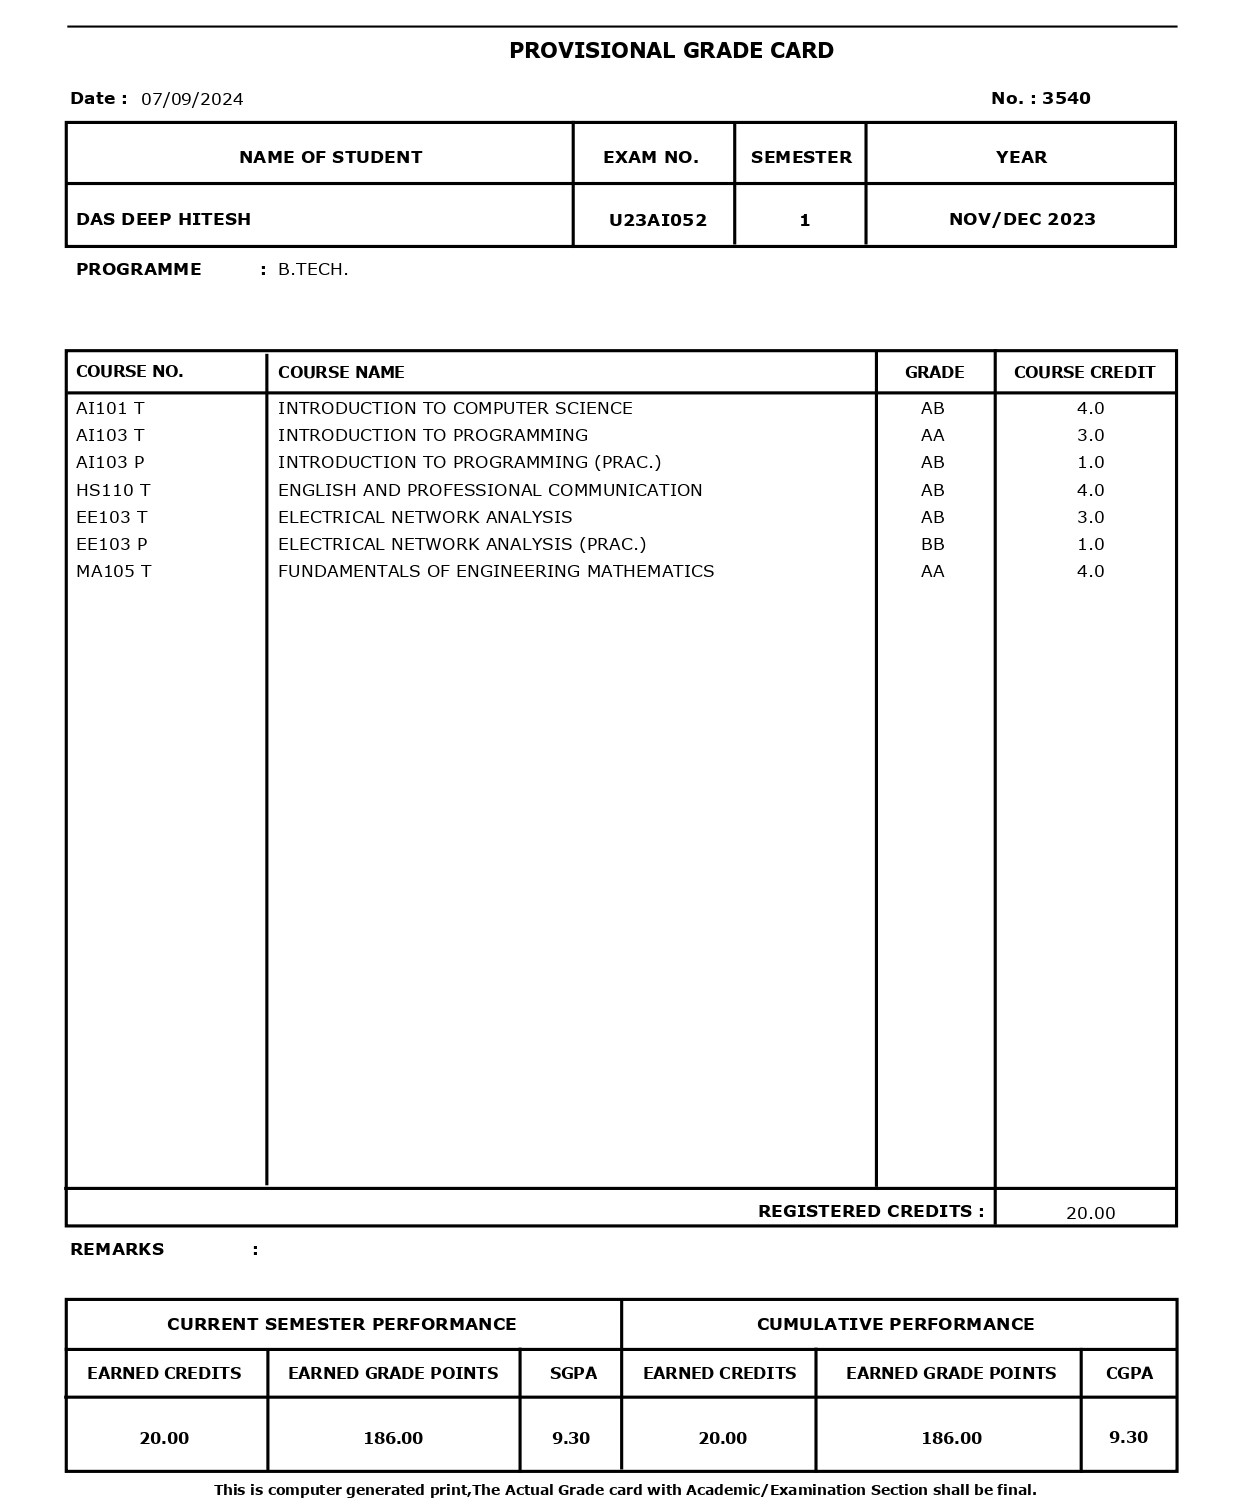 PROVISIONAL GRADE CARD
Date : 07/09/2024 No. : 3540
NAME OF STUDENT EXAM NO. SEMESTER YEAR
DAS DEEP HITESH U23AI052 1 NOV/DEC 2023
PROGRAMME : B.TECH.
COURSE NO. COURSE NAME GRADE COURSE CREDIT
AI101 T INTRODUCTION TO COMPUTER SCIENCE AB 4.0
AI103 T INTRODUCTION TO PROGRAMMING AA 3.0
AI103 P INTRODUCTION TO PROGRAMMING (PRAC.) AB 1.0
HS110 T ENGLISH AND PROFESSIONAL COMMUNICATION AB 4.0
EE103 T ELECTRICAL NETWORK ANALYSIS AB 3.0
EE103 P ELECTRICAL NETWORK ANALYSIS (PRAC.) BB 1.0
MA105 T FUNDAMENTALS OF ENGINEERING MATHEMATICS AA 4.0
REGISTERED CREDITS : 20.00
REMARKS :
CURRENT SEMESTER PERFORMANCE CUMULATIVE PERFORMANCE
EARNED CREDITS EARNED GRADE POINTS SGPA EARNED CREDITS EARNED GRADE POINTS CGPA
20.00 186.00 9.30 20.00 186.00 9.30
This is computer generated print,The Actual Grade card with Academic/Examination Section shall be final.